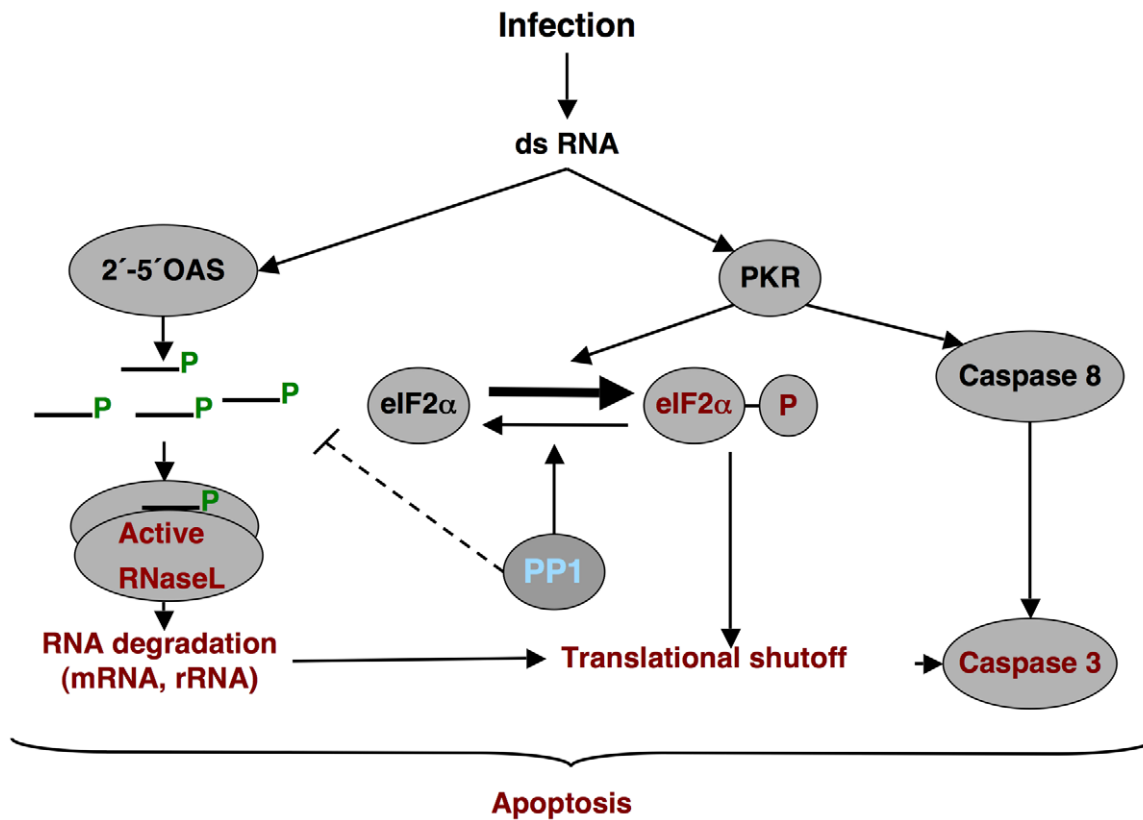 Infection
ds RNA
2´-5´OAS
PKR
P
P
P
P
eIF2α
eIF2α
P
Caspase 8
P
Active
RNaseL
PP1
RNA degradation
(mRNA, rRNA)
Translational shutoff
Caspase 3
Apoptosis